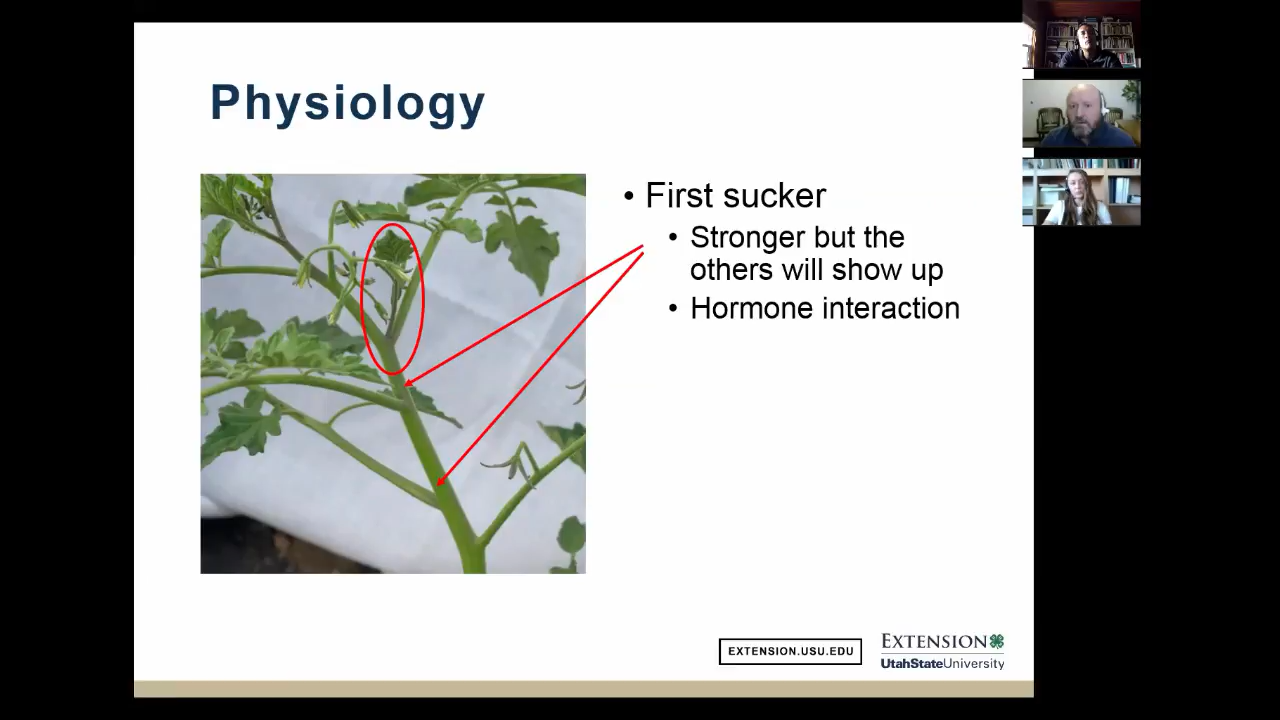 Physiology
• First sucker
• Stronger but the
others will show up
• Hormone interaction
EXTENSION.USU.EDU
EXTENSION
UtahStateUniversity